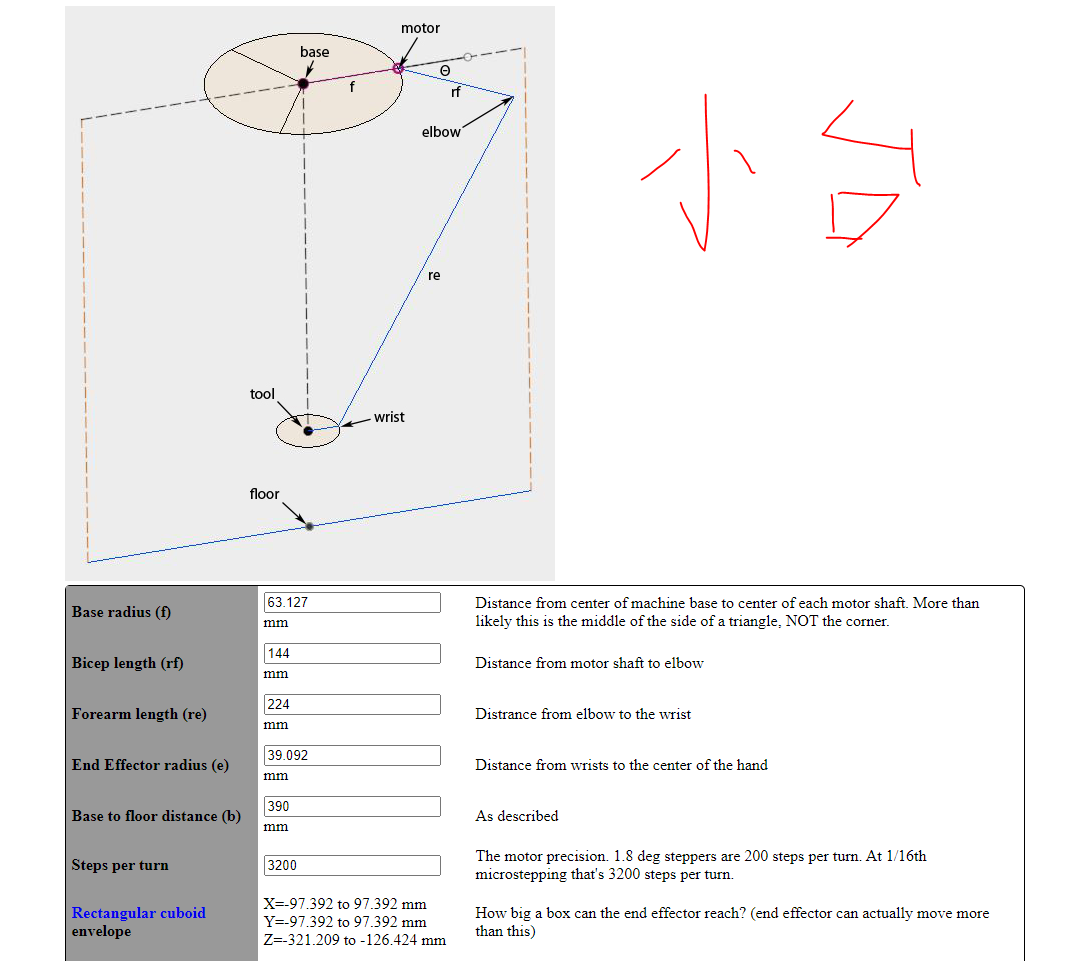 motor
base
小台
Θ
f
rf
elbow
re
tool
wrist
floor
Base radius (f)
63.127
mm
Distance from center of machine base to center of each motor shaft. More than
likely this is the middle of the side of a triangle, NOT the corner.
Bicep length (rf)
144
mm
Distance from motor shaft to elbow
Forearm length (re)
224
mm
Distrance from elbow to the wrist
End Effector radius (e)
39.092
mm
Distance from wrists to the center of the hand
Base to floor distance (b)
390
mm
As described
Steps per turn
3200
The motor precision. 1.8 deg steppers are 200 steps per turn. At 1/16th
microstepping that's 3200 steps per turn.
Rectangular cuboid
envelope
X=-97.392 to 97.392 mm
Y=-97.392 to 97.392 mm
Z=-321.209 to -126.424 mm
How big a box can the end effector reach? (end effector can actually move more
than this)